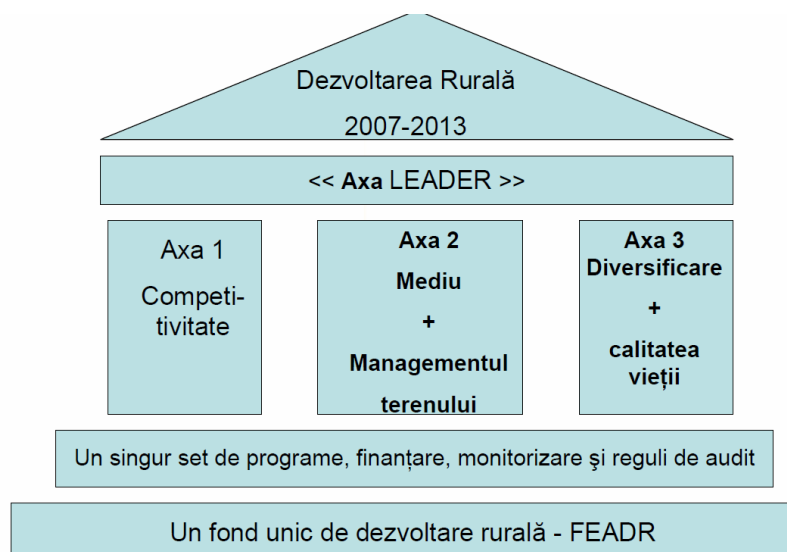 Dezvoltarea Rurală
2007-2013
<< Axa LEADER >>
Axa 1
Competi-
tivitate
Axa 2
Mediu
+
Managementul
terenului
Axa 3
Diversificare
+
calitatea
vieții
Un singur set de programe, finanțare, monitorizare şi reguli de audit
Un fond unic de dezvoltare rurală - FEADR